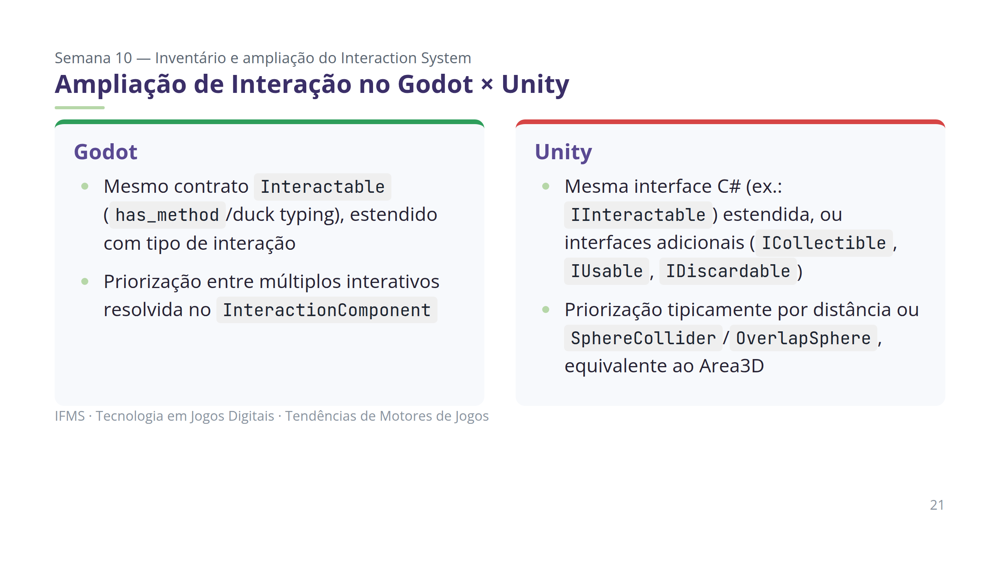 Semana 10 — Inventário e ampliação do Interaction System
Ampliação de Interação no Godot × Unity
Godot
Mesmo contrato Interactable
(has_method/duck typing), estendido
com tipo de interação
Priorização entre múltiplos interativos
resolvida no InteractionComponent
Unity
Mesma interface C# (ex.:
IInteractable) estendida, ou
interfaces adicionais (ICollectible,
IUsable, IDiscardable)
Priorização tipicamente por distância ou
SphereCollider/OverlapSphere,
equivalente ao Area3D
IFMS · Tecnologia em Jogos Digitais · Tendências de Motores de Jogos
21